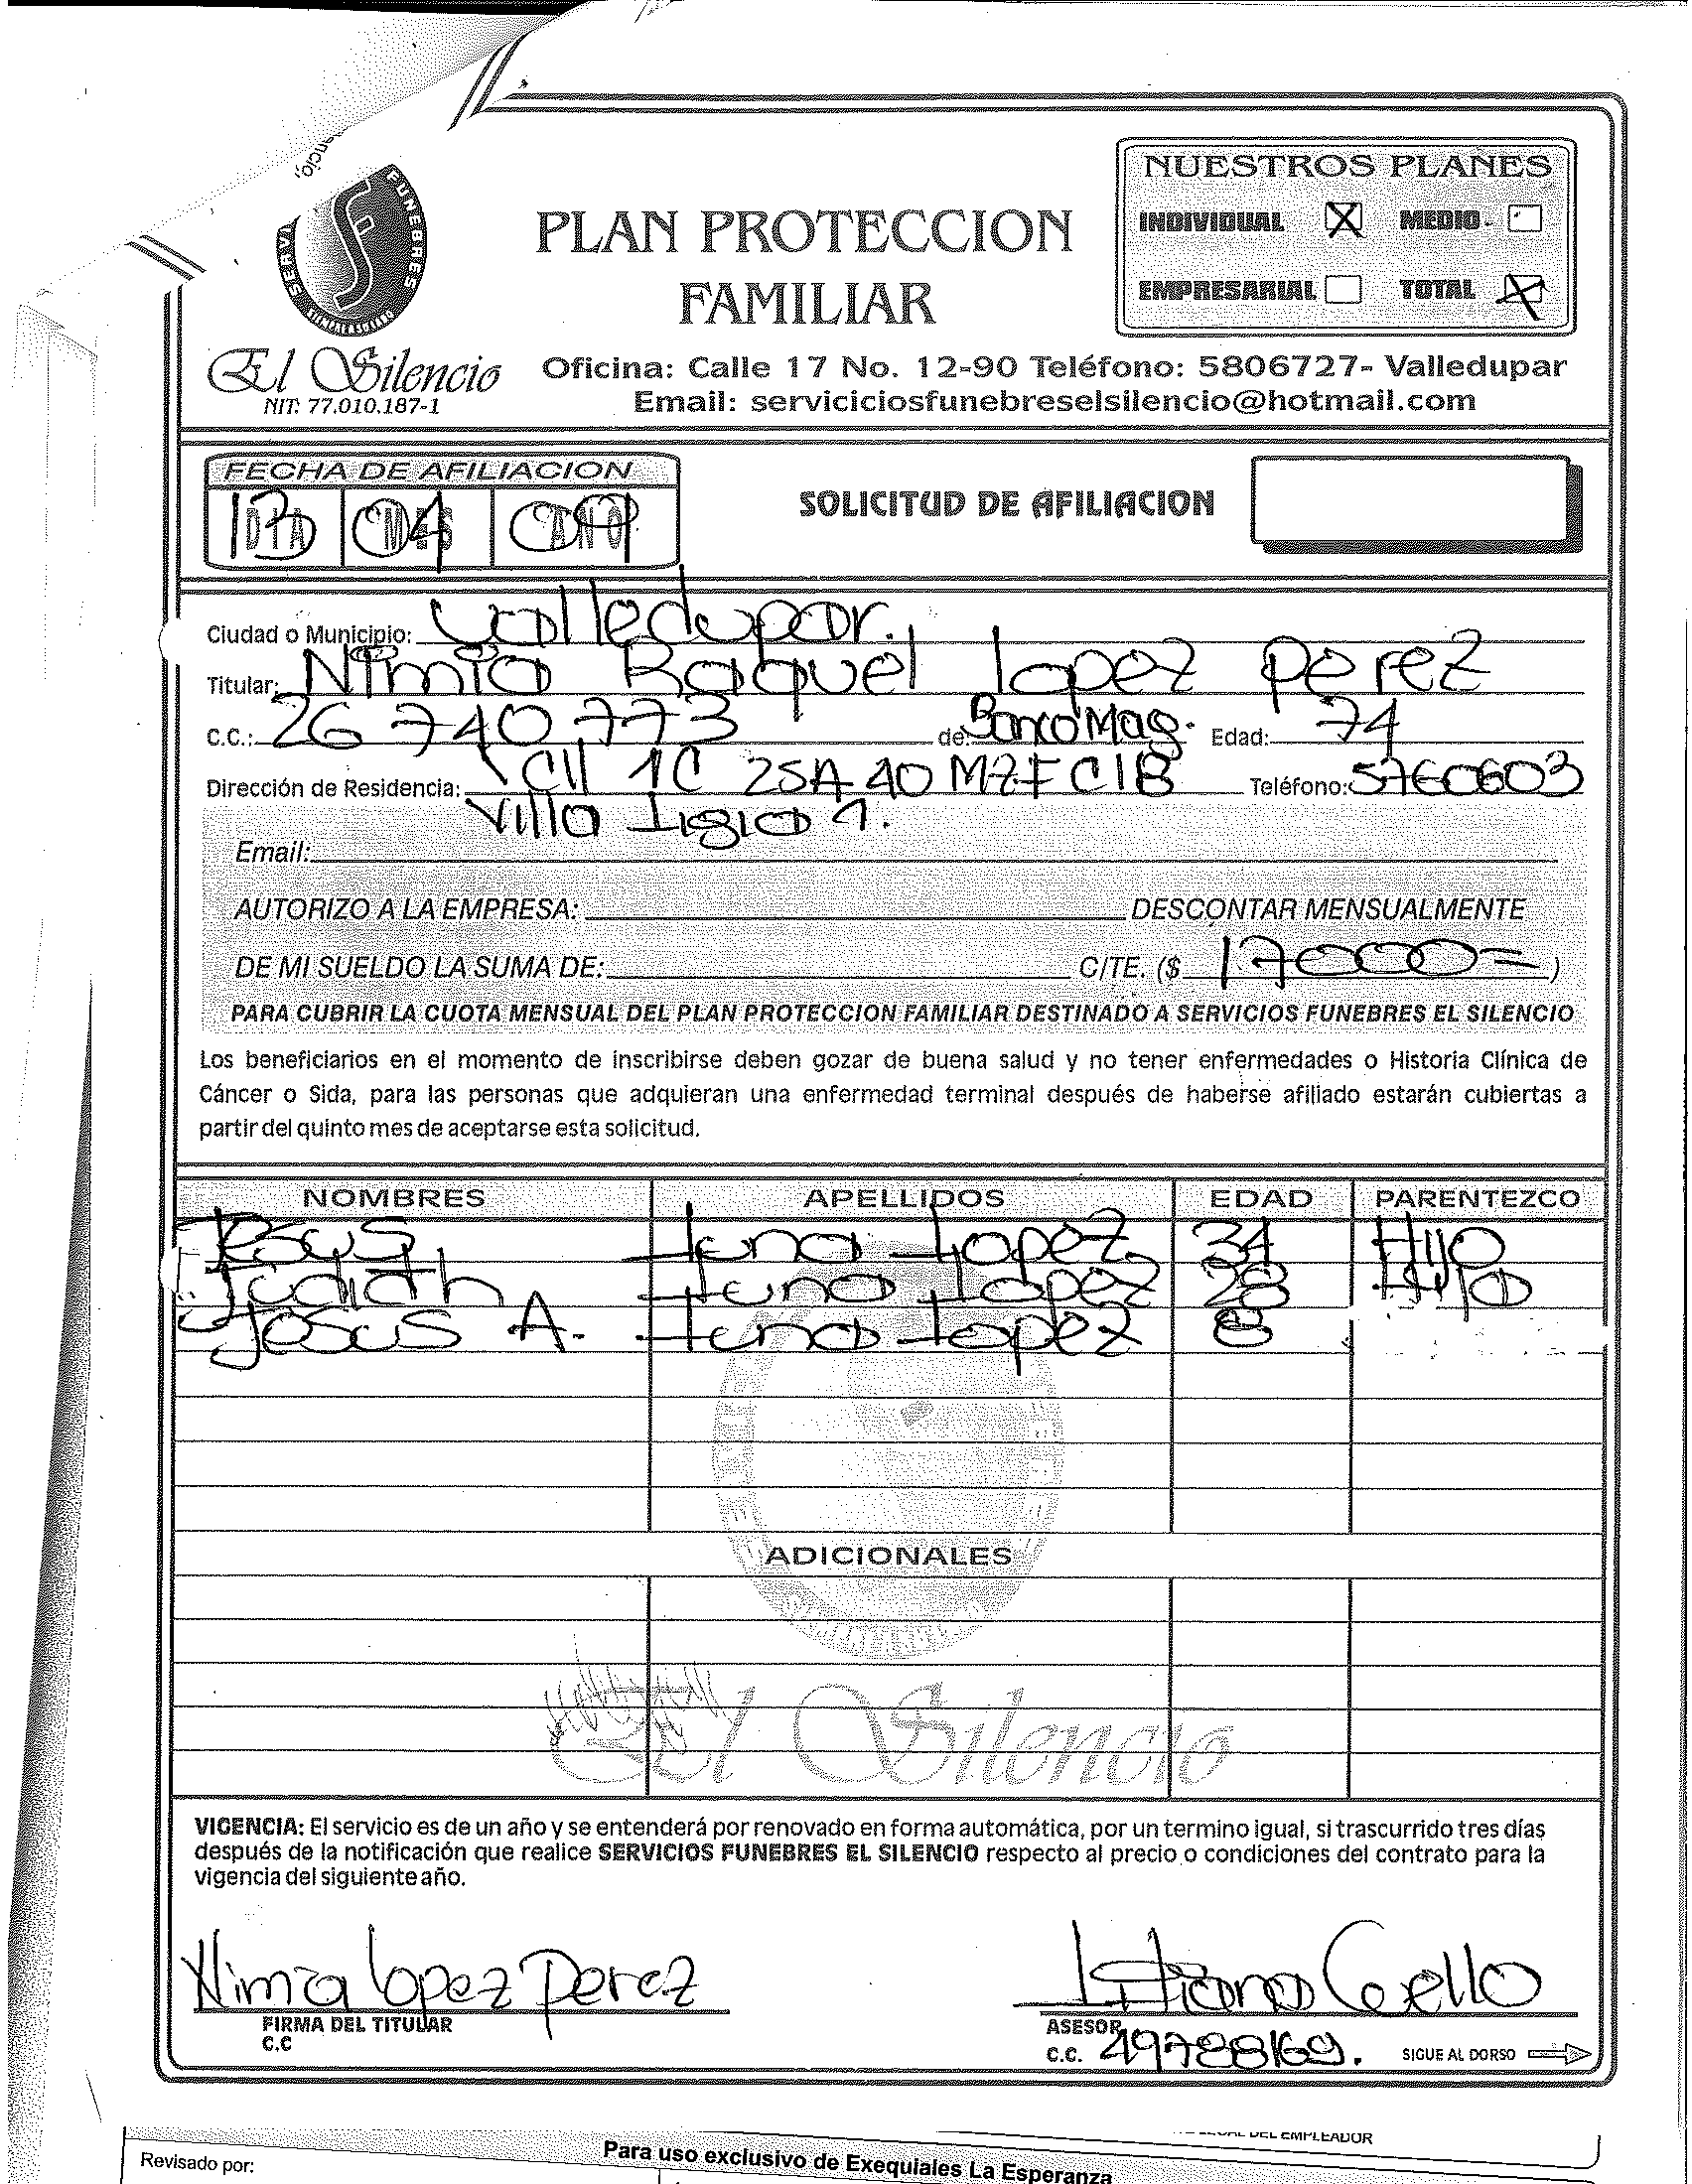 NUESTROS PLANES
INDIVIDUAL X MEDIO -
EMPRESARIAL TOTAL X
PLAN PROTECCION
FAMILIAR
FUNEBRES
El Silencio
NIT: 77.010.187-1
Oficina: Calle 17 No. 12-90 Teléfono: 5806727- Valledupar
Email: serviciciosfunebreselsilencio@hotmail.com
FECHA DE AFILIACION
DIA MES AÑO
13 04 09
SOLICITUD DE AFILIACION
Ciudad o Municipio: Valledupar.
Titular: Nimia Raquel lopez perez
C.C.: 26 740 773 de: Banco Mag. Edad: 74
Dirección de Residencia: Cll 1C 25A 40 MZ F C 1B Teléfono: 5760603
Villa Ligia 1.
Email:
AUTORIZO A LA EMPRESA: DESCONTAR MENSUALMENTE
DE MI SUELDO LA SUMA DE: C/TE. ($ 17000= )
PARA CUBRIR LA CUOTA MENSUAL DEL PLAN PROTECCION FAMILIAR DESTINADO A SERVICIOS FUNEBRES EL SILENCIO
Los beneficiarios en el momento de inscribirse deben gozar de buena salud y no tener enfermedades o Historia Clínica de
Cáncer o Sida, para las personas que adquieran una enfermedad terminal después de haberse afiliado estarán cubiertas a
partir del quinto mes de aceptarse esta solicitud.
NOMBRES APELLIDOS EDAD PARENTEZCO
Jesus Luna Lopez 34 Hijo
Judith Luna Lopez 28 Hija
Jesus A. Luna Lopez 8
ADICIONALES
El Silencio
VIGENCIA: El servicio es de un año y se entenderá por renovado en forma automática, por un termino igual, si trascurrido tres días
después de la notificación que realice SERVICIOS FUNEBRES EL SILENCIO respecto al precio o condiciones del contrato para la
vigencia del siguiente año.
Nimia lopez perez
FIRMA DEL TITULAR
C.C
ASESOR
C.C. 49788169.
SIGUE AL DORSO
DEL EMPLEADOR
Revisado por:
Para uso exclusivo de Exequiales La Esperanza